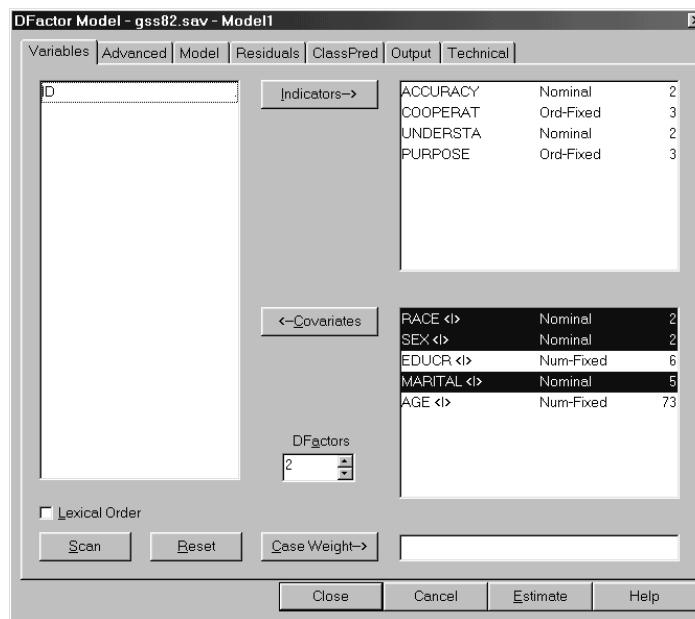 DFactor Model - gss82.sav - Model1
Variables Advanced Model Residuals ClassPred Output Technical
ID
Indicators-->
ACCURACY Nominal 2
COOPERAT Ord-Fixed 3
UNDERSTA Nominal 2
PURPOSE Ord-Fixed 3
<--Covariates
RACE <I> Nominal 2
SEX <I> Nominal 2
EDUCR <I> Num-Fixed 6
MARITAL <I> Nominal 5
AGE <I> Num-Fixed 73
DFactors
2
Lexical Order
Scan Reset Case Weight-->
Close Cancel Estimate Help